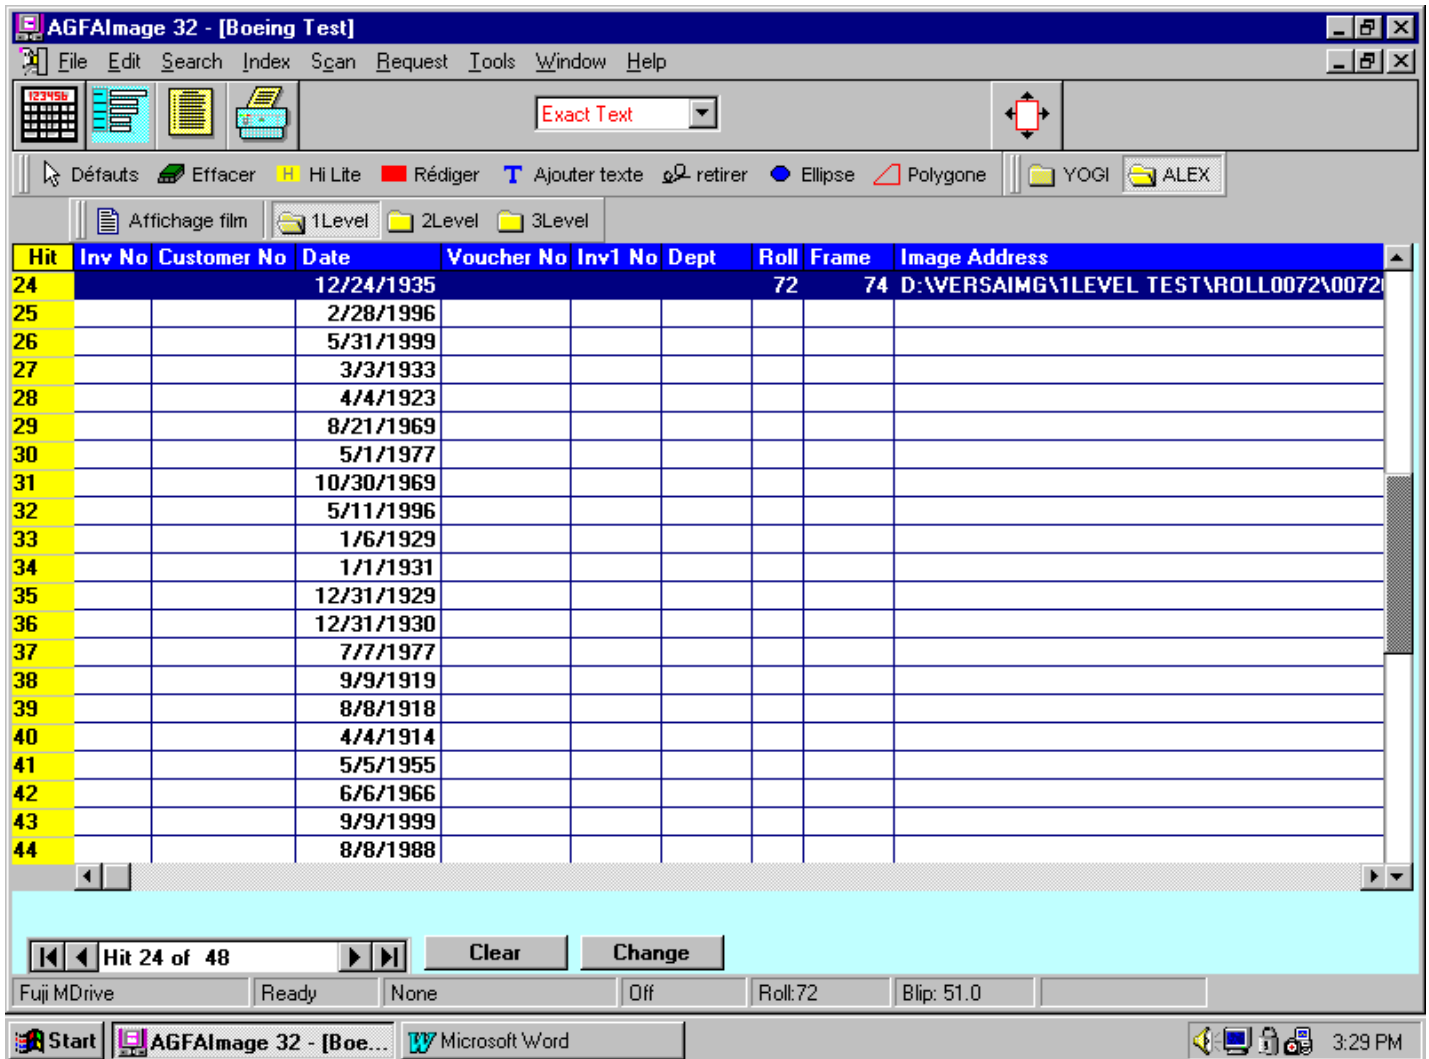 AGFAImage 32 - [Boeing Test]
File Edit Search Index Scan Request Tools Window Help
123456
Exact Text
Défauts Effacer H Hi Lite Rédiger T Ajouter texte retirer Ellipse Polygone YOGI ALEX
Affichage film 1Level 2Level 3Level
Hit Inv No Customer No Date Voucher No Inv1 No Dept Roll Frame Image Address
24 12/24/1935 72 74 D:\VERSAIMG\1LEVEL TEST\ROLL0072\0072
25 2/28/1996
26 5/31/1999
27 3/3/1933
28 4/4/1923
29 8/21/1969
30 5/1/1977
31 10/30/1969
32 5/11/1996
33 1/6/1929
34 1/1/1931
35 12/31/1929
36 12/31/1930
37 7/7/1977
38 9/9/1919
39 8/8/1918
40 4/4/1914
41 5/5/1955
42 6/6/1966
43 9/9/1999
44 8/8/1988
Hit 24 of 48 Clear Change
Fuji MDrive Ready None Off Roll:72 Blip: 51.0
Start AGFAImage 32 - [Boe... W Microsoft Word 3:29 PM